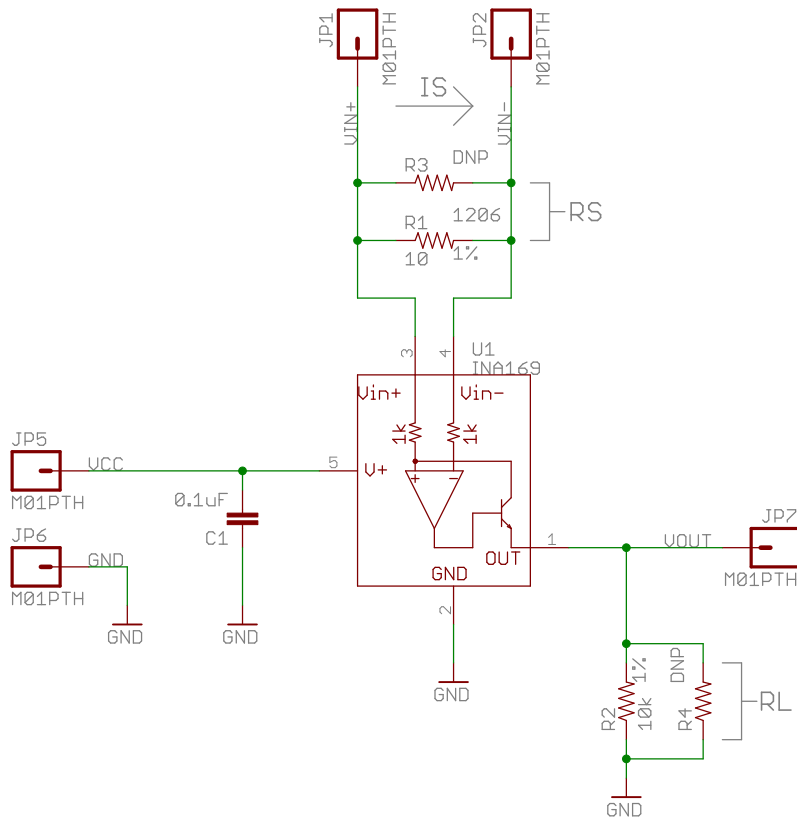 JP1
M01PTH
JP2
M01PTH
IS
VIN+
VIN-
R3
DNP
1206
R1
10
1%
RS
3
4
U1
INA169
Vin+
Vin-
1k
1k
JP5
VCC
M01PTH
5
V+
+
-
0.1uF
C1
JP6
GND
M01PTH
GND
GND
OUT
GND
1
2
GND
VOUT
JP7
M01PTH
R2
10k
1%
DNP
R4
RL
GND